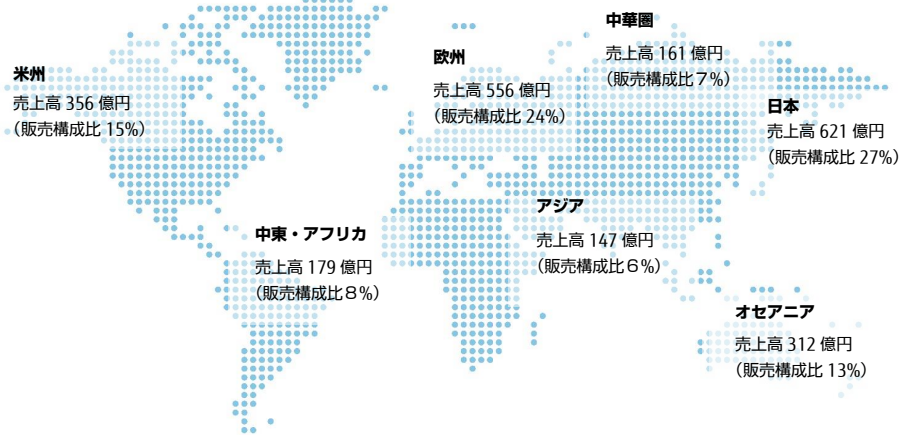 中華圏
売上高 161 億円
（販売構成比７％）
欧州
売上高 556 億円
（販売構成比 24%）
米州
売上高 356 億円
（販売構成比 15%）
日本
売上高 621 億円
（販売構成比 27%）
アジア
売上高 147 億円
（販売構成比６％）
中東・アフリカ
売上高 179 億円
（販売構成比８％）
オセアニア
売上高 312 億円
（販売構成比 13%）